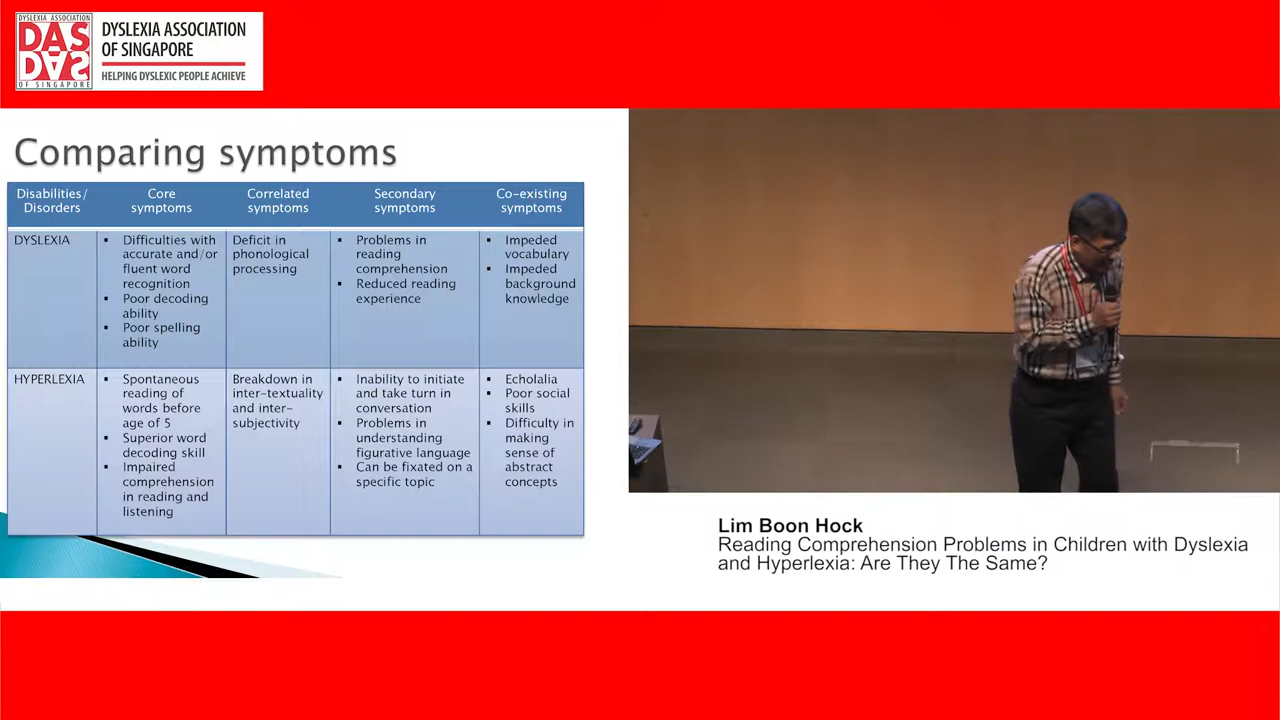 DYSLEXIA ASSOCIATION
DAS
DAS
OF SINGAPORE
DYSLEXIA ASSOCIATION
OF SINGAPORE
HELPING DYSLEXIC PEOPLE ACHIEVE
Comparing symptoms
Disabilities/
Disorders
Core
symptoms
Correlated
symptoms
Secondary
symptoms
Co-existing
symptoms
DYSLEXIA
▪ Difficulties with
accurate and/or
fluent word
recognition
▪ Poor decoding
ability
▪ Poor spelling
ability
Deficit in
phonological
processing
▪ Problems in
reading
comprehension
▪ Reduced reading
experience
▪ Impeded
vocabulary
▪ Impeded
background
knowledge
HYPERLEXIA
▪ Spontaneous
reading of
words before
age of 5
▪ Superior word
decoding skill
▪ Impaired
comprehension
in reading and
listening
Breakdown in
inter-textuality
and inter-
subjectivity
▪ Inability to initiate
and take turn in
conversation
▪ Problems in
understanding
figurative language
▪ Can be fixated on a
specific topic
▪ Echolalia
▪ Poor social
skills
▪ Difficulty in
making
sense of
abstract
concepts
Lim Boon Hock
Reading Comprehension Problems in Children with Dyslexia
and Hyperlexia: Are They The Same?